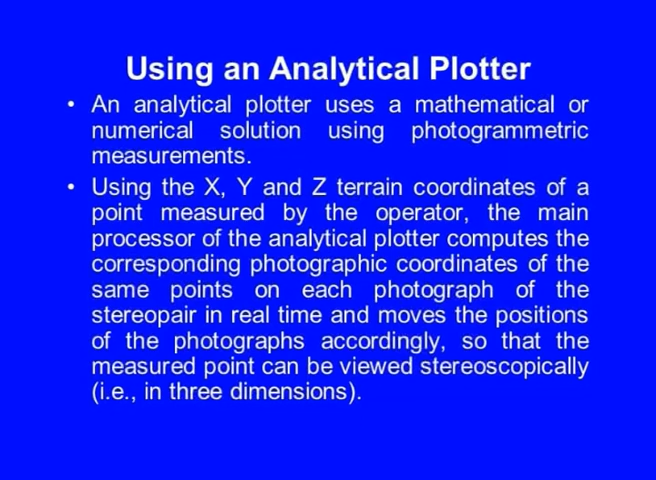 Using an Analytical Plotter
• An analytical plotter uses a mathematical or
numerical solution using photogrammetric
measurements.
• Using the X, Y and Z terrain coordinates of a
point measured by the operator, the main
processor of the analytical plotter computes the
corresponding photographic coordinates of the
same points on each photograph of the
stereopair in real time and moves the positions
of the photographs accordingly, so that the
measured point can be viewed stereoscopically
(i.e., in three dimensions).